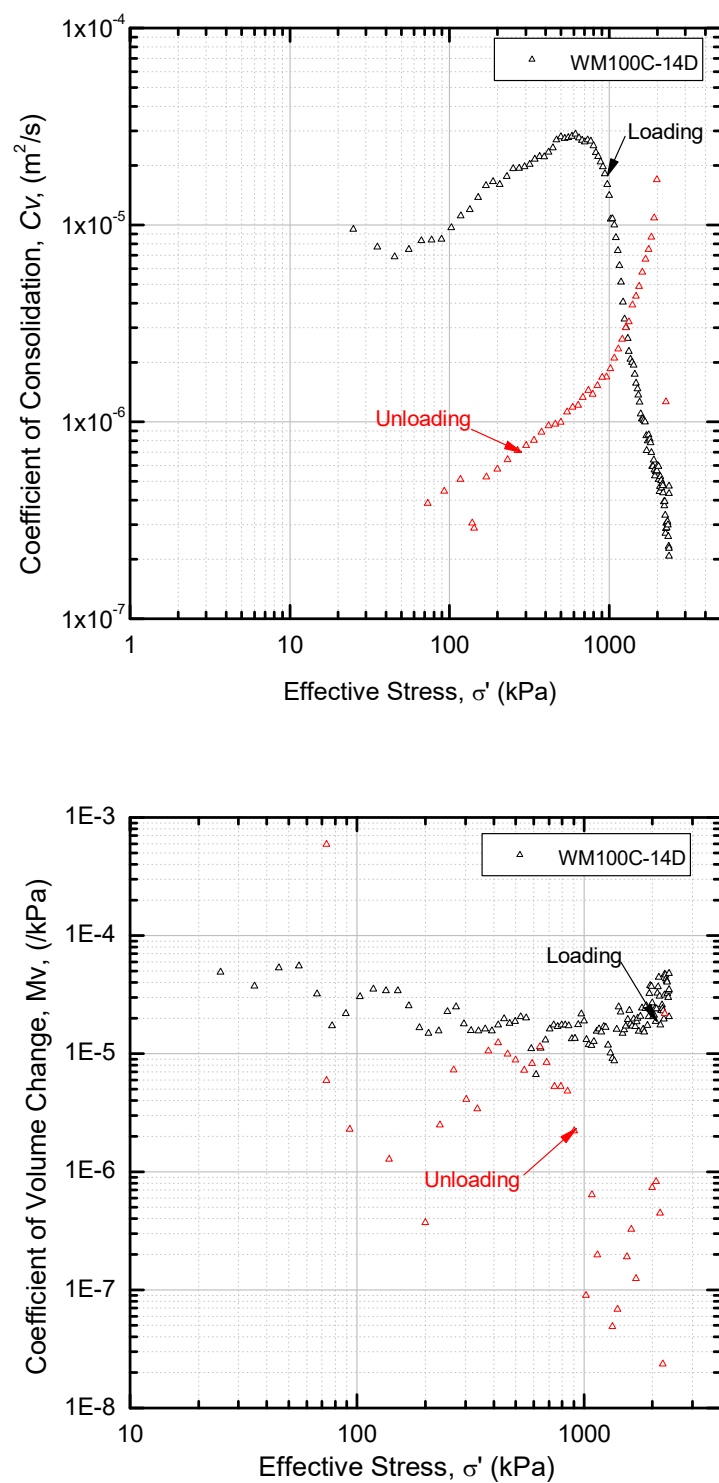 1x10-4
WM100C-14D
Loading
1x10-5
Coefficient of Consolidation, Cv, (m2/s)
Unloading
1x10-6
1x10-7
1 10 100 1000
Effective Stress, σ' (kPa)
1E-3
WM100C-14D
1E-4
Loading
Coefficient of Volume Change, Mv, (/kPa)
1E-5
Unloading
1E-6
1E-7
1E-8
10 100 1000
Effective Stress, σ' (kPa)